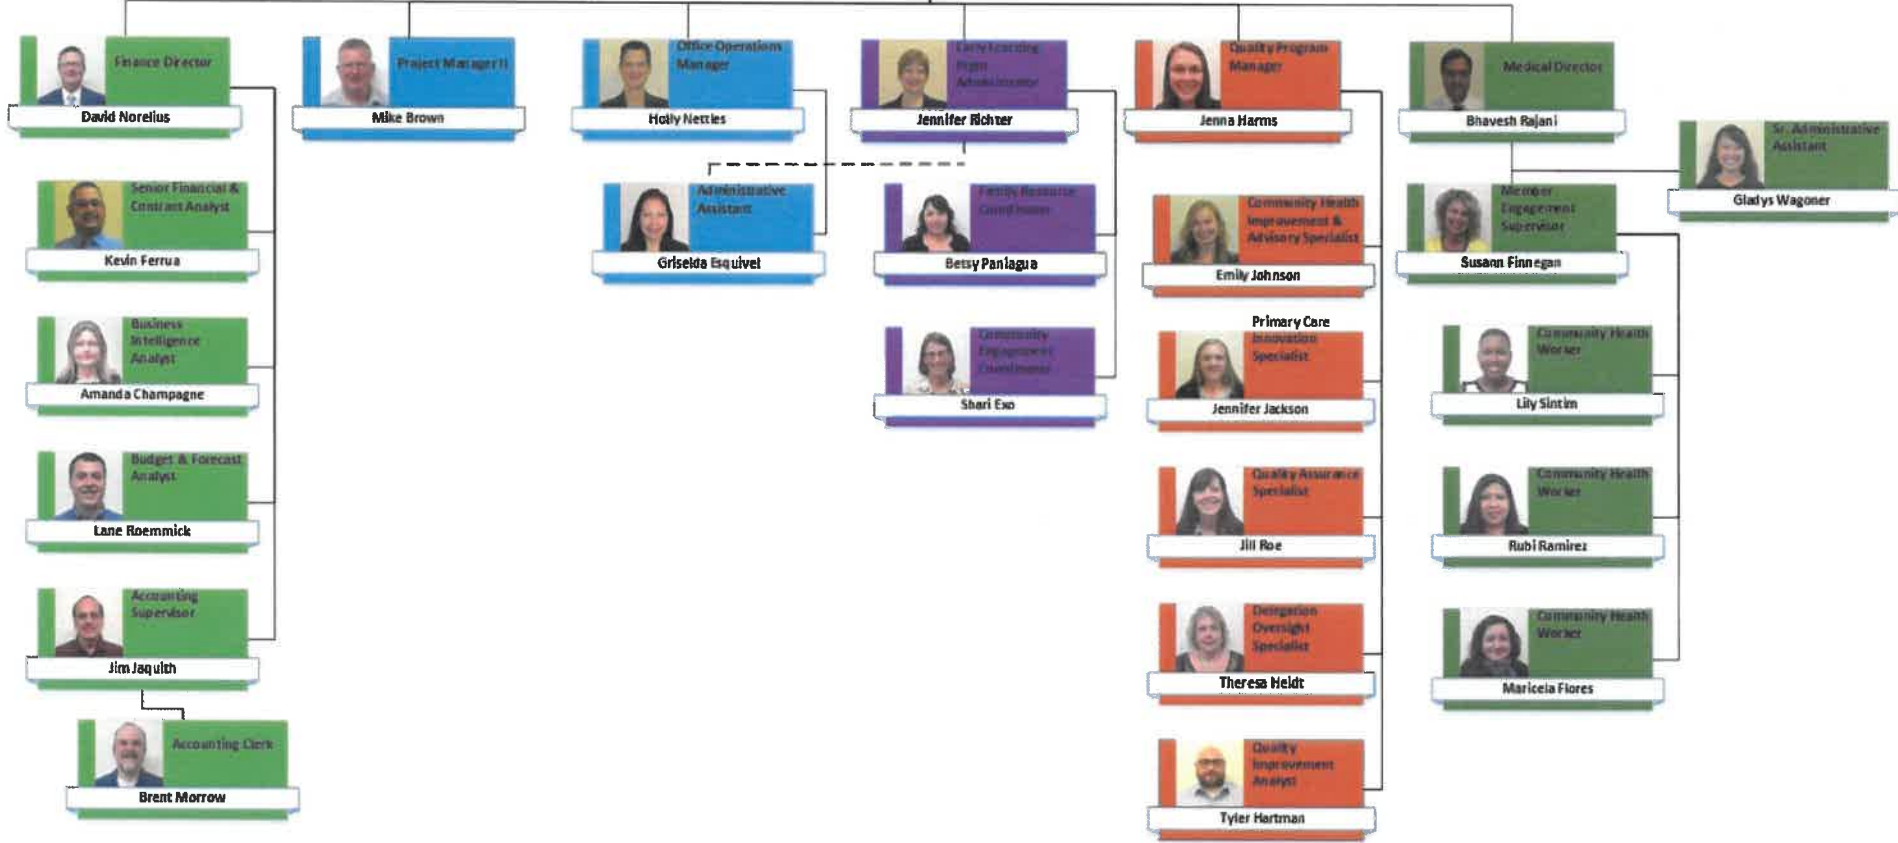 Finance Director
David Norelius
Project Manager II
Mike Brown
Office Operations
Manager
Holly Nettles
Early Learning
Administrator
Jennifer Richter
Quality Program
Manager
Jenna Harms
Medical Director
Bhavesh Rajani
Sr. Administrative
Assistant
Gladys Wagoner
Senior Financial &
Contract Analyst
Kevin Ferrua
Administrative
Assistant
Griselda Esquivel
Family Resource
Coordinator
Betsy Paniagua
Community Health
Improvement &
Advisory Specialist
Emily Johnson
Member
Engagement
Supervisor
Susann Finnegan
Business
Intelligence
Analyst
Amanda Champagne
Community
Engagement
Coordinator
Shari Exo
Primary Care
Innovation
Specialist
Jennifer Jackson
Community Health
Worker
Lily Sintim
Budget & Forecast
Analyst
Lane Roemmick
Quality Assurance
Specialist
Jill Roe
Community Health
Worker
Rubi Ramirez
Accounting
Supervisor
Jim Jaquith
Delegation
Oversight
Specialist
Theresa Heidt
Community Health
Worker
Maricela Flores
Accounting Clerk
Brent Morrow
Quality
Improvement
Analyst
Tyler Hartman